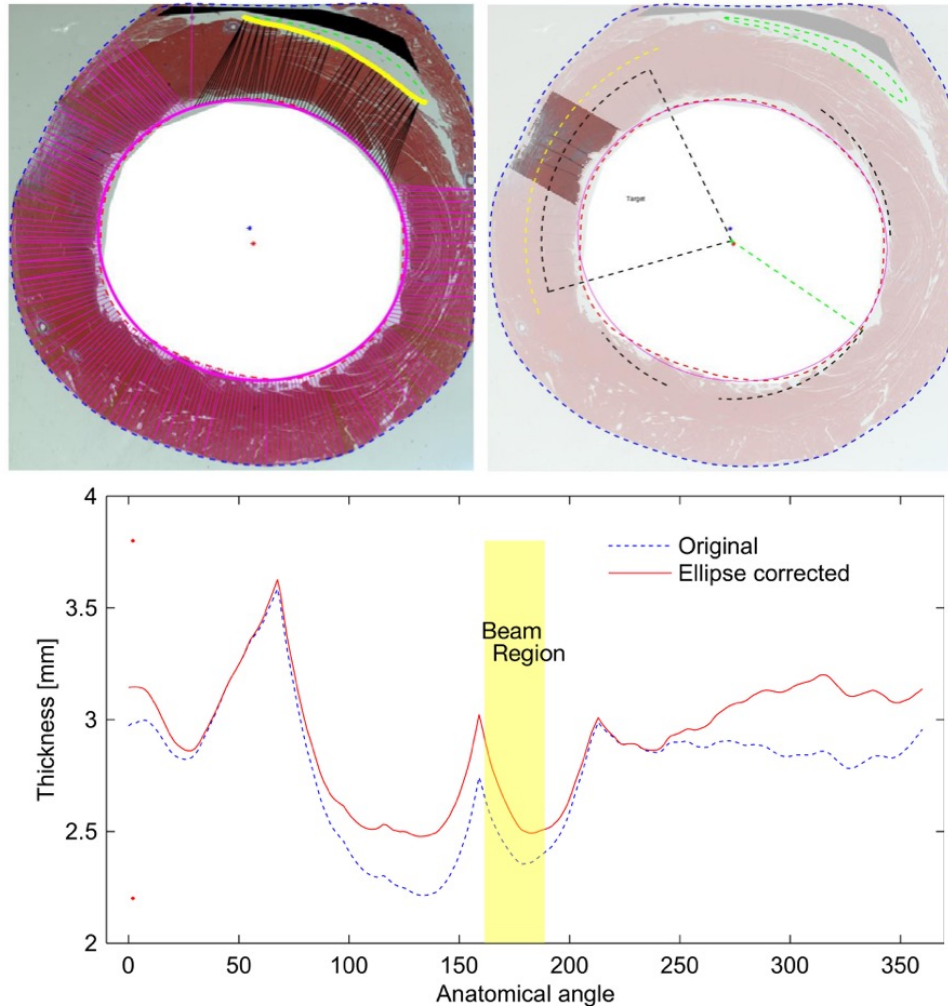 Target
4
3.5
3
2.5
2
Thickness [mm]
Original
Ellipse corrected
Beam
Region
0 50 100 150 200 250 300 350
Anatomical angle